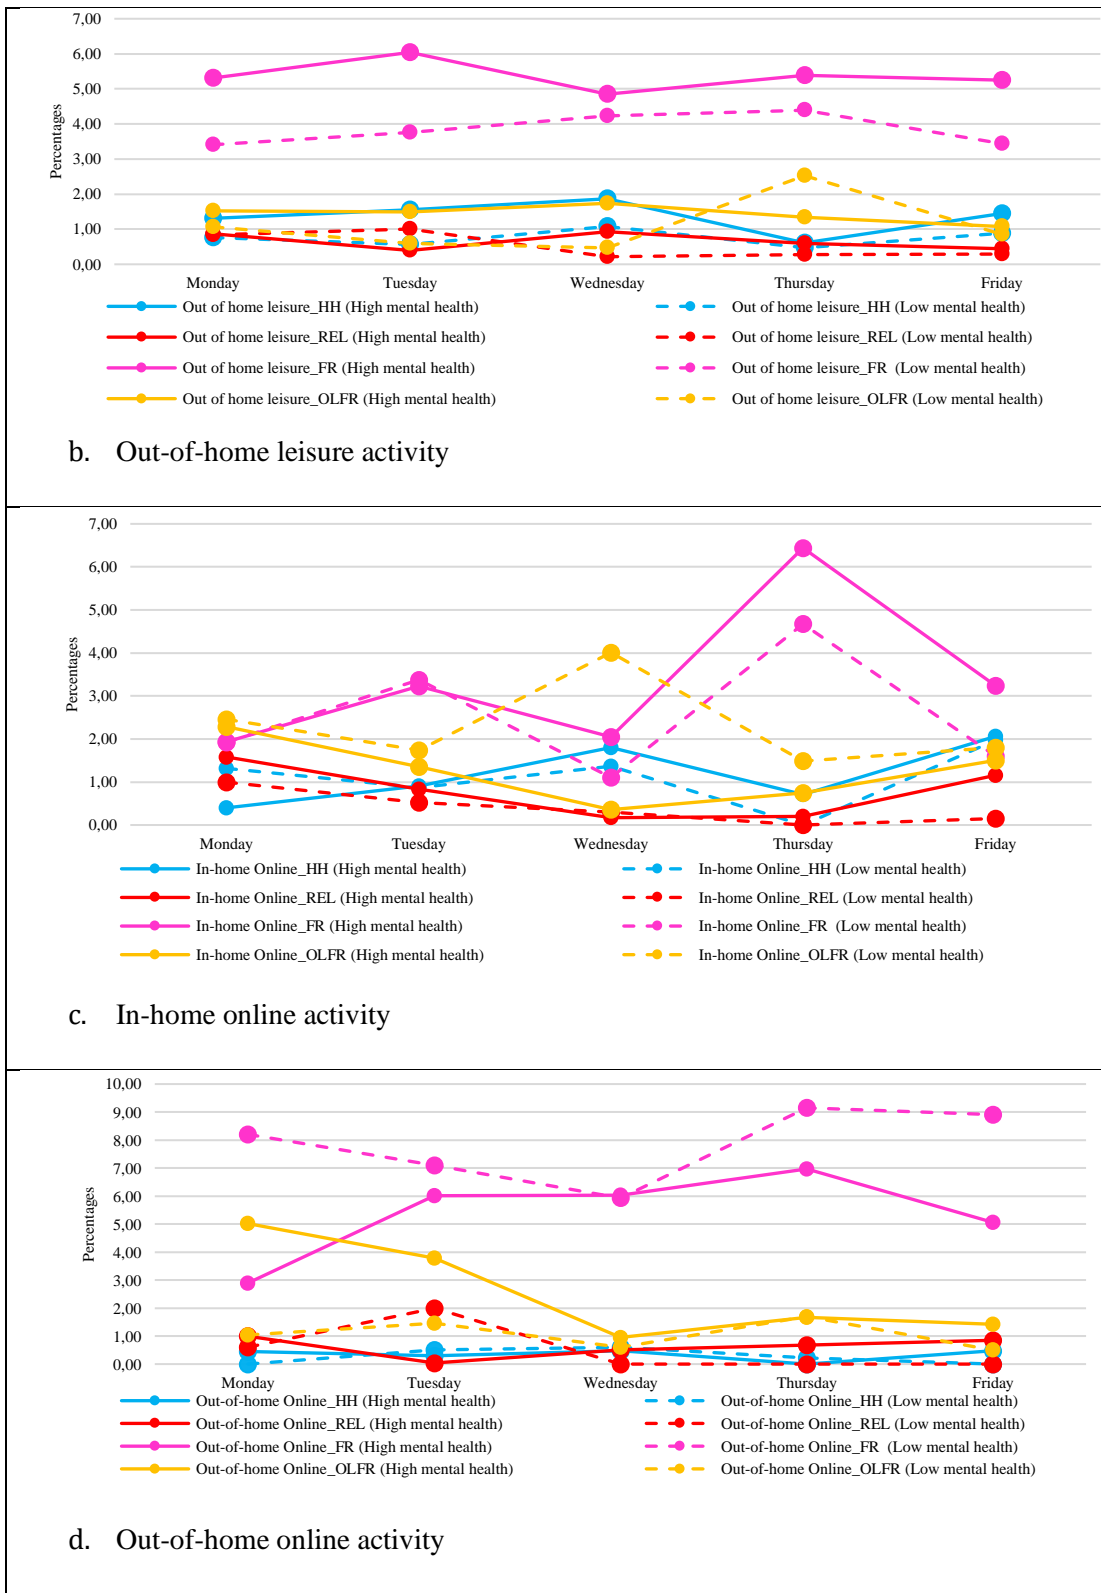 7,00
6,00
5,00
4,00
3,00
2,00
1,00
0,00
Percentages
Monday Tuesday Wednesday Thursday Friday
Out of home leisure_HH (High mental health) Out of home leisure_HH (Low mental health)
Out of home leisure_REL (High mental health) Out of home leisure_REL (Low mental health)
Out of home leisure_FR (High mental health) Out of home leisure_FR (Low mental health)
Out of home leisure_OLFR (High mental health) Out of home leisure_OLFR (Low mental health)
b. Out-of-home leisure activity
7,00
6,00
5,00
4,00
3,00
2,00
1,00
0,00
Percentages
Monday Tuesday Wednesday Thursday Friday
In-home Online_HH (High mental health) In-home Online_HH (Low mental health)
In-home Online_REL (High mental health) In-home Online_REL (Low mental health)
In-home Online_FR (High mental health) In-home Online_FR (Low mental health)
In-home Online_OLFR (High mental health) In-home Online_OLFR (Low mental health)
c. In-home online activity
10,00
9,00
8,00
7,00
6,00
5,00
4,00
3,00
2,00
1,00
0,00
Percentages
Monday Tuesday Wednesday Thursday Friday
Out-of-home Online_HH (High mental health) Out-of-home Online_HH (Low mental health)
Out-of-home Online_REL (High mental health) Out-of-home Online_REL (Low mental health)
Out-of-home Online_FR (High mental health) Out-of-home Online_FR (Low mental health)
Out-of-home Online_OLFR (High mental health) Out-of-home Online_OLFR (Low mental health)
d. Out-of-home online activity